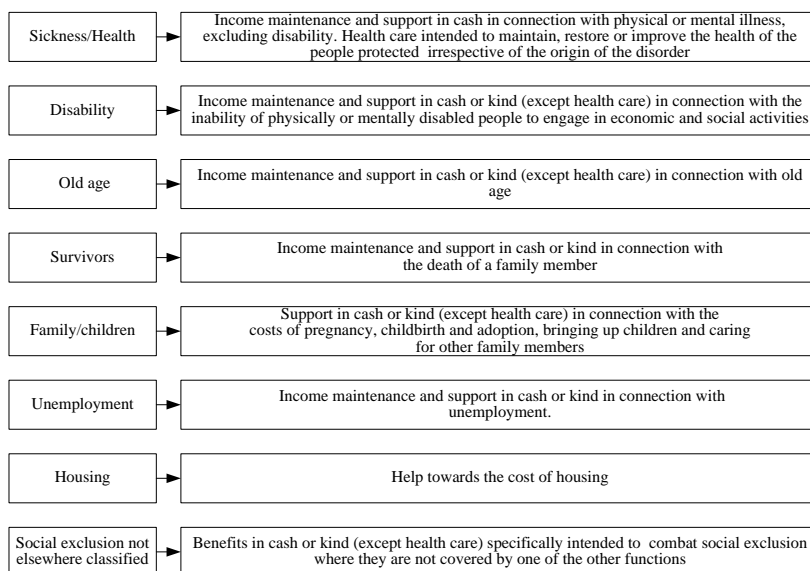 Sickness/Health
Income maintenance and support in cash in connection with physical or mental illness,
excluding disability. Health care intended to maintain, restore or improve the health of the
people protected irrespective of the origin of the disorder
Disability
Income maintenance and support in cash or kind (except health care) in connection with the
inability of physically or mentally disabled people to engage in economic and social activities
Old age
Income maintenance and support in cash or kind (except health care) in connection with old
age
Survivors
Income maintenance and support in cash or kind in connection with
the death of a family member
Family/children
Support in cash or kind (except health care) in connection with the
costs of pregnancy, childbirth and adoption, bringing up children and caring
for other family members
Unemployment
Income maintenance and support in cash or kind in connection with
unemployment.
Housing
Help towards the cost of housing
Social exclusion not
elsewhere classified
Benefits in cash or kind (except health care) specifically intended to combat social exclusion
where they are not covered by one of the other functions